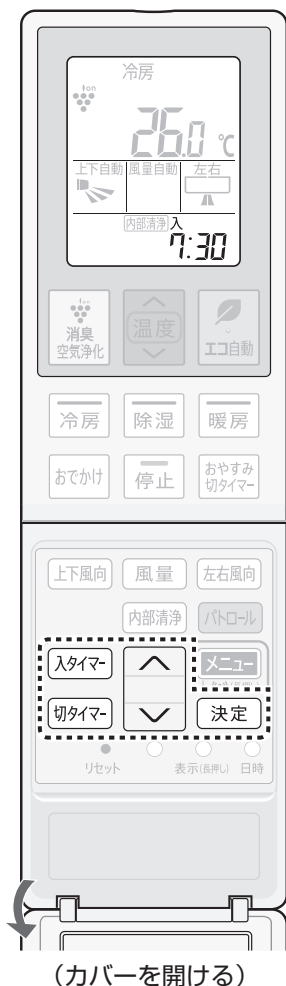 冷房
ion
26.0 ℃
上下自動 風量自動 左右
内部清浄 入
7:30
ion
消臭
空気浄化
温度
エコ自動
冷房 除湿 暖房
おでかけ 停止 おやすみ
切タイマー
上下風向 風量 左右風向
内部清浄 パトロール
入タイマー メニュー
切タイマー 決定
リセット 表示(長押し) 日時
(カバーを開ける)